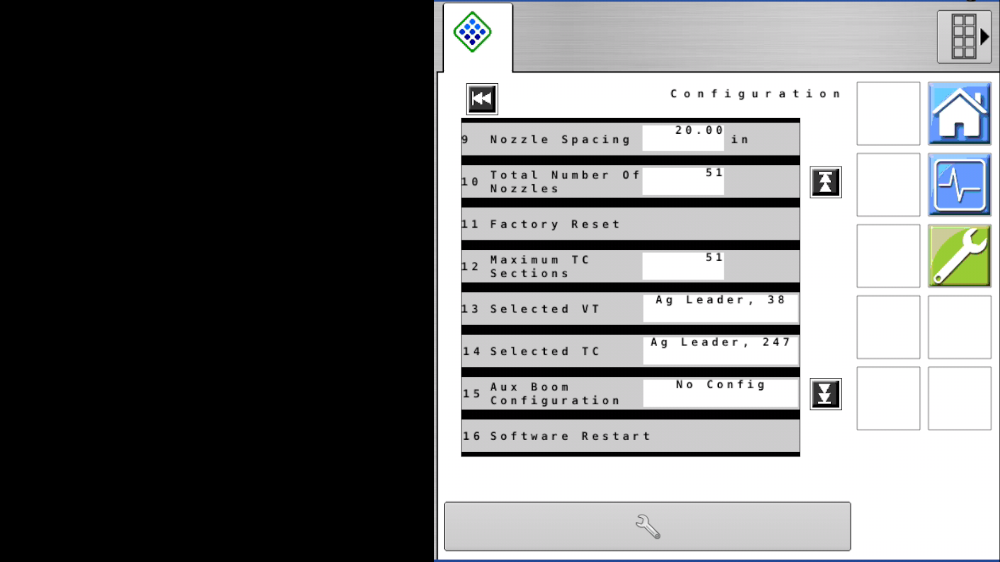 Configuration
9 Nozzle Spacing 20.00 in
10 Total Number Of Nozzles 51
11 Factory Reset
12 Maximum TC Sections 51
13 Selected VT Ag Leader, 38
14 Selected TC Ag Leader, 247
15 Aux Boom Configuration No Config
16 Software Restart